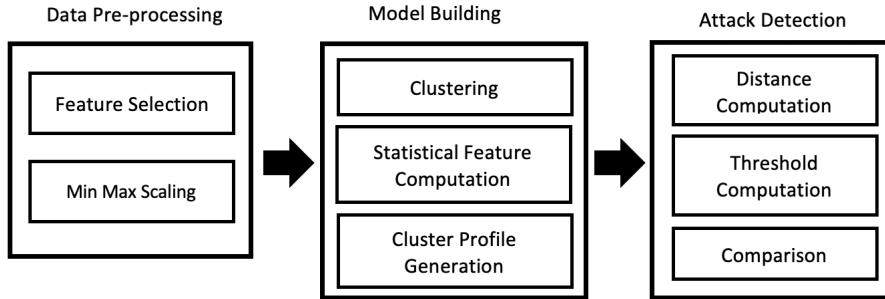 Data Pre-processing
Feature Selection
Min Max Scaling
Model Building
Clustering
Statistical Feature
Computation
Cluster Profile
Generation
Attack Detection
Distance
Computation
Threshold
Computation
Comparison